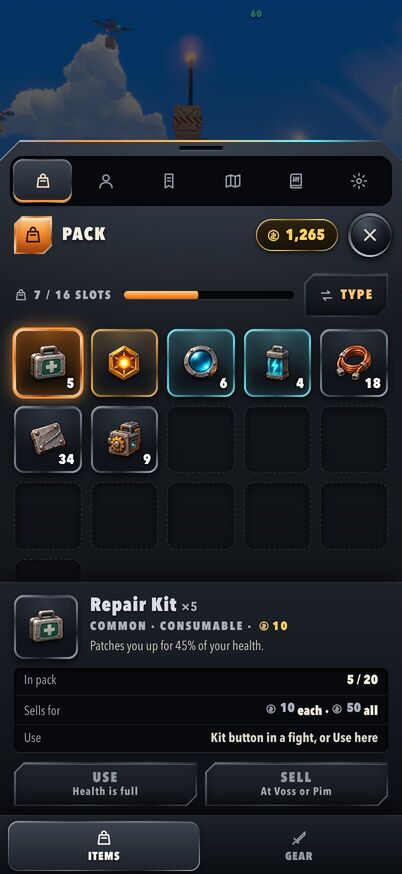 60
PACK
1,265
7 / 16 SLOTS
TYPE
5
6
4
18
34
9
Repair Kit ×5
COMMON · CONSUMABLE · 10
Patches you up for 45% of your health.
In pack 5 / 20
Sells for 10 each · 50 all
Use Kit button in a fight, or Use here
USE
Health is full
SELL
At Voss or Pim
ITEMS
GEAR